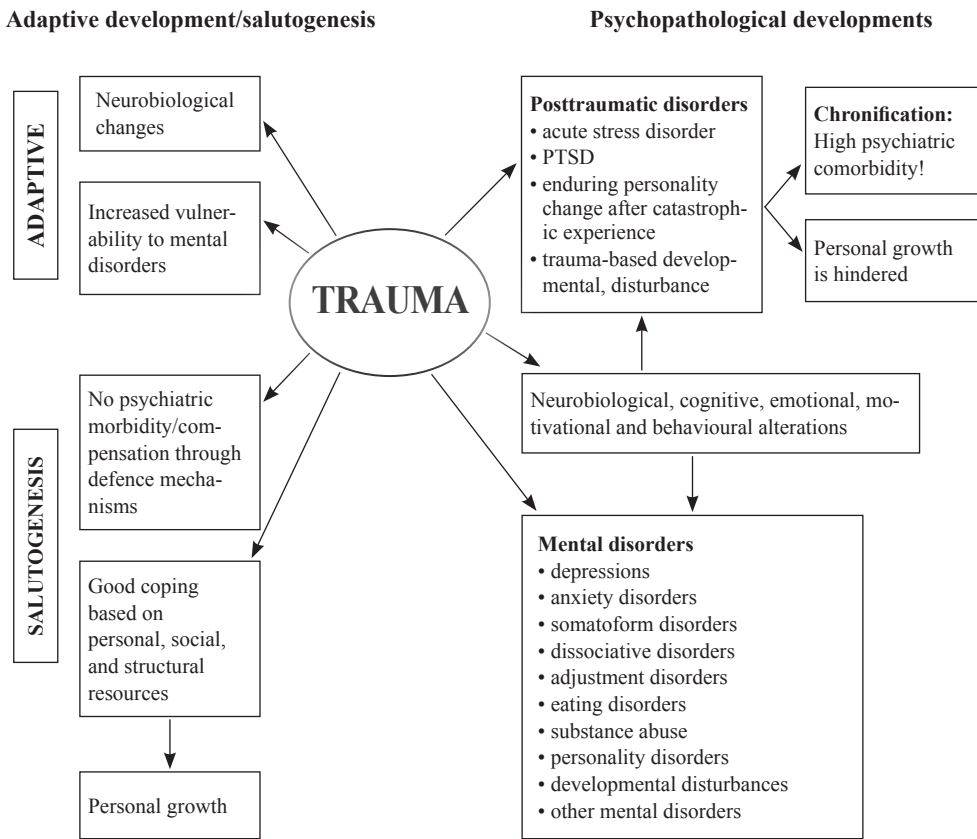 Adaptive development/salutogenesis
Psychopathological developments
ADAPTIVE
Neurobiological
changes
Increased vulner-
ability to mental
disorders
TRAUMA
SALUTOGENESIS
No psychiatric
morbidity/com-
pensation through
defence mecha-
nisms
Good coping
based on
personal, social,
and structural
resources
Personal growth
Posttraumatic disorders
• acute stress disorder
• PTSD
• enduring personality
change after catastroph-
ic experience
• trauma-based develop-
mental, disturbance
Chronification:
High psychiatric
comorbidity!
Personal growth
is hindered
Neurobiological, cognitive, emotional, mo-
tivational and behavioural alterations
Mental disorders
• depressions
• anxiety disorders
• somatoform disorders
• dissociative disorders
• adjustment disorders
• eating disorders
• substance abuse
• personality disorders
• developmental disturbances
• other mental disorders